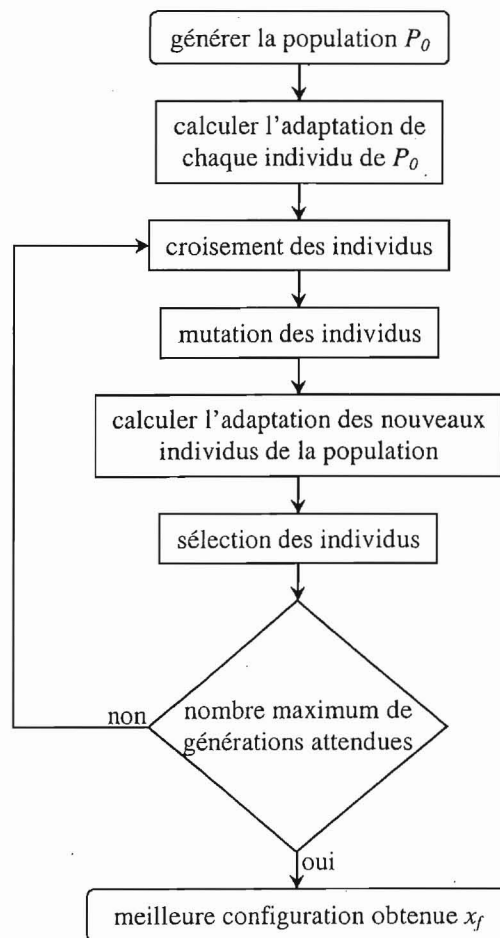 générer la population P₀
calculer l'adaptation de
chaque individu de P₀
croisement des individus
mutation des individus
calculer l'adaptation des nouveaux
individus de la population
sélection des individus
nombre maximum de
générations attendues
non
oui
meilleure configuration obtenue x_f